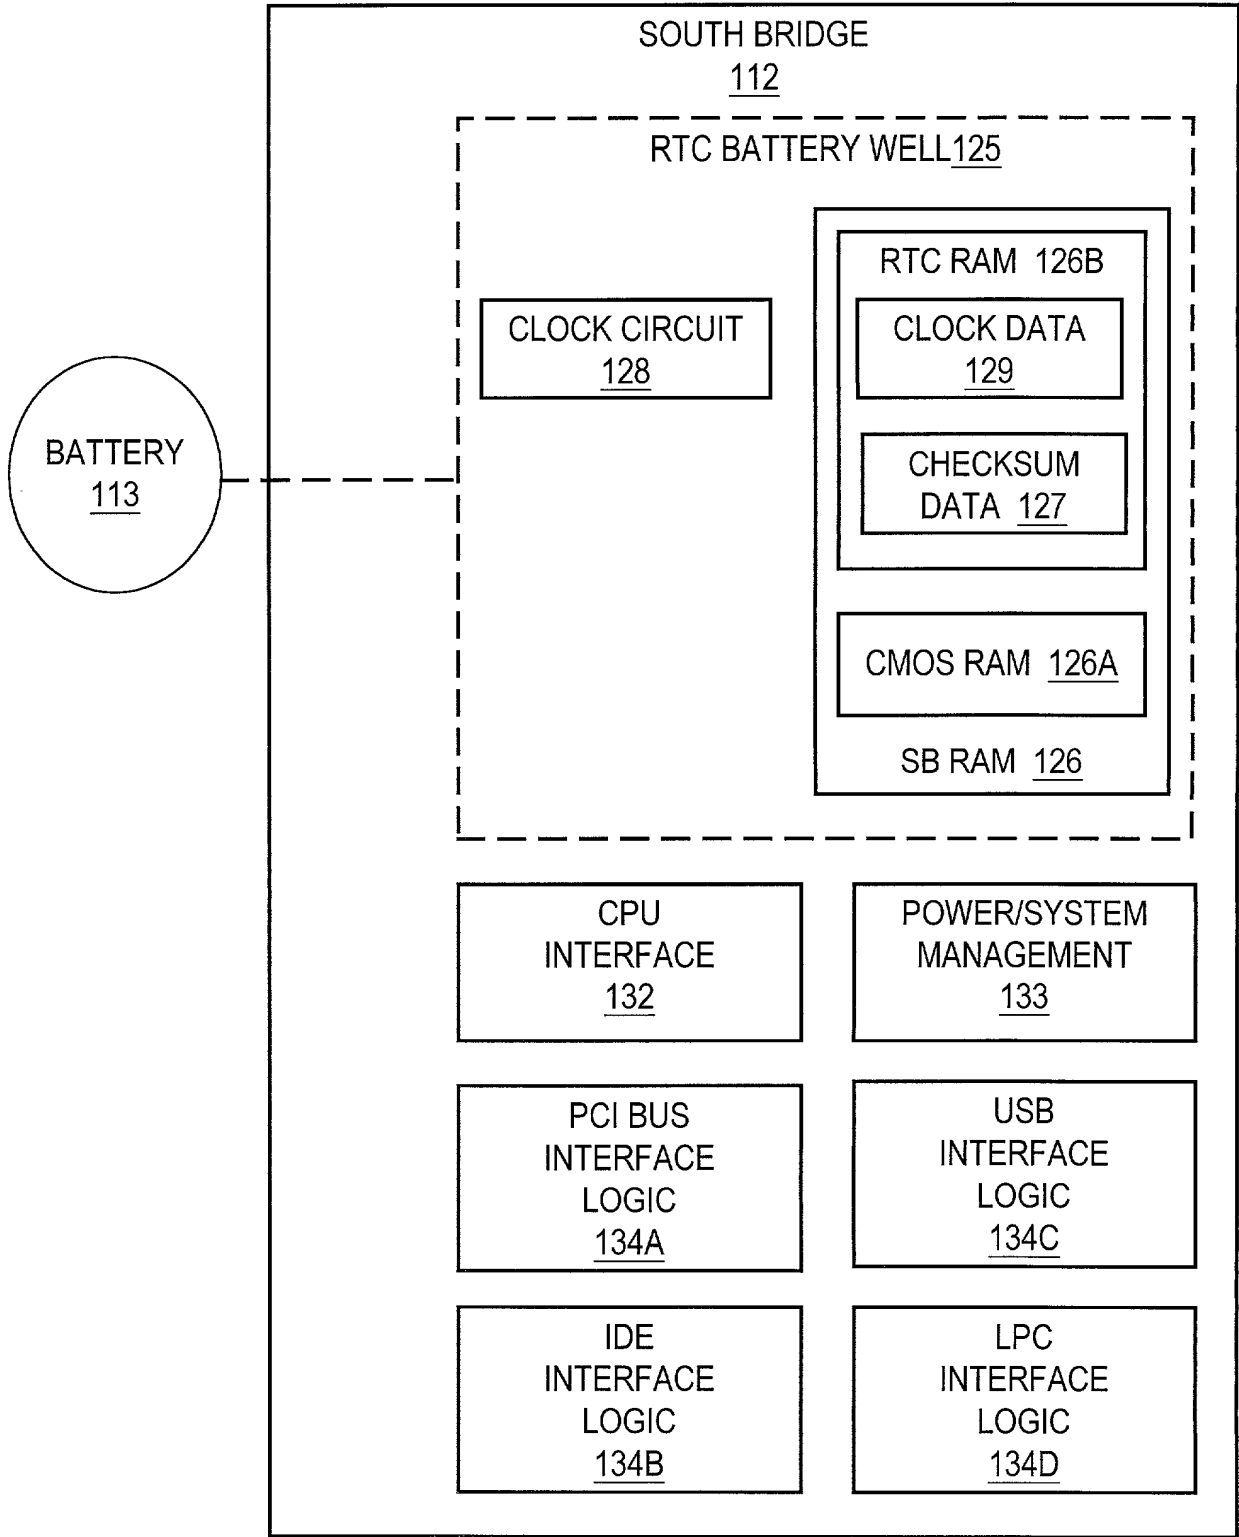 SOUTH BRIDGE
112
RTC BATTERY WELL125
RTC RAM 126B
CLOCK CIRCUIT
128
CLOCK DATA
129
BATTERY
113
CHECKSUM
DATA 127
CMOS RAM 126A
SB RAM 126
CPU
INTERFACE
132
POWER/SYSTEM
MANAGEMENT
133
PCI BUS
INTERFACE
LOGIC
134A
USB
INTERFACE
LOGIC
134C
IDE
INTERFACE
LOGIC
134B
LPC
INTERFACE
LOGIC
134D